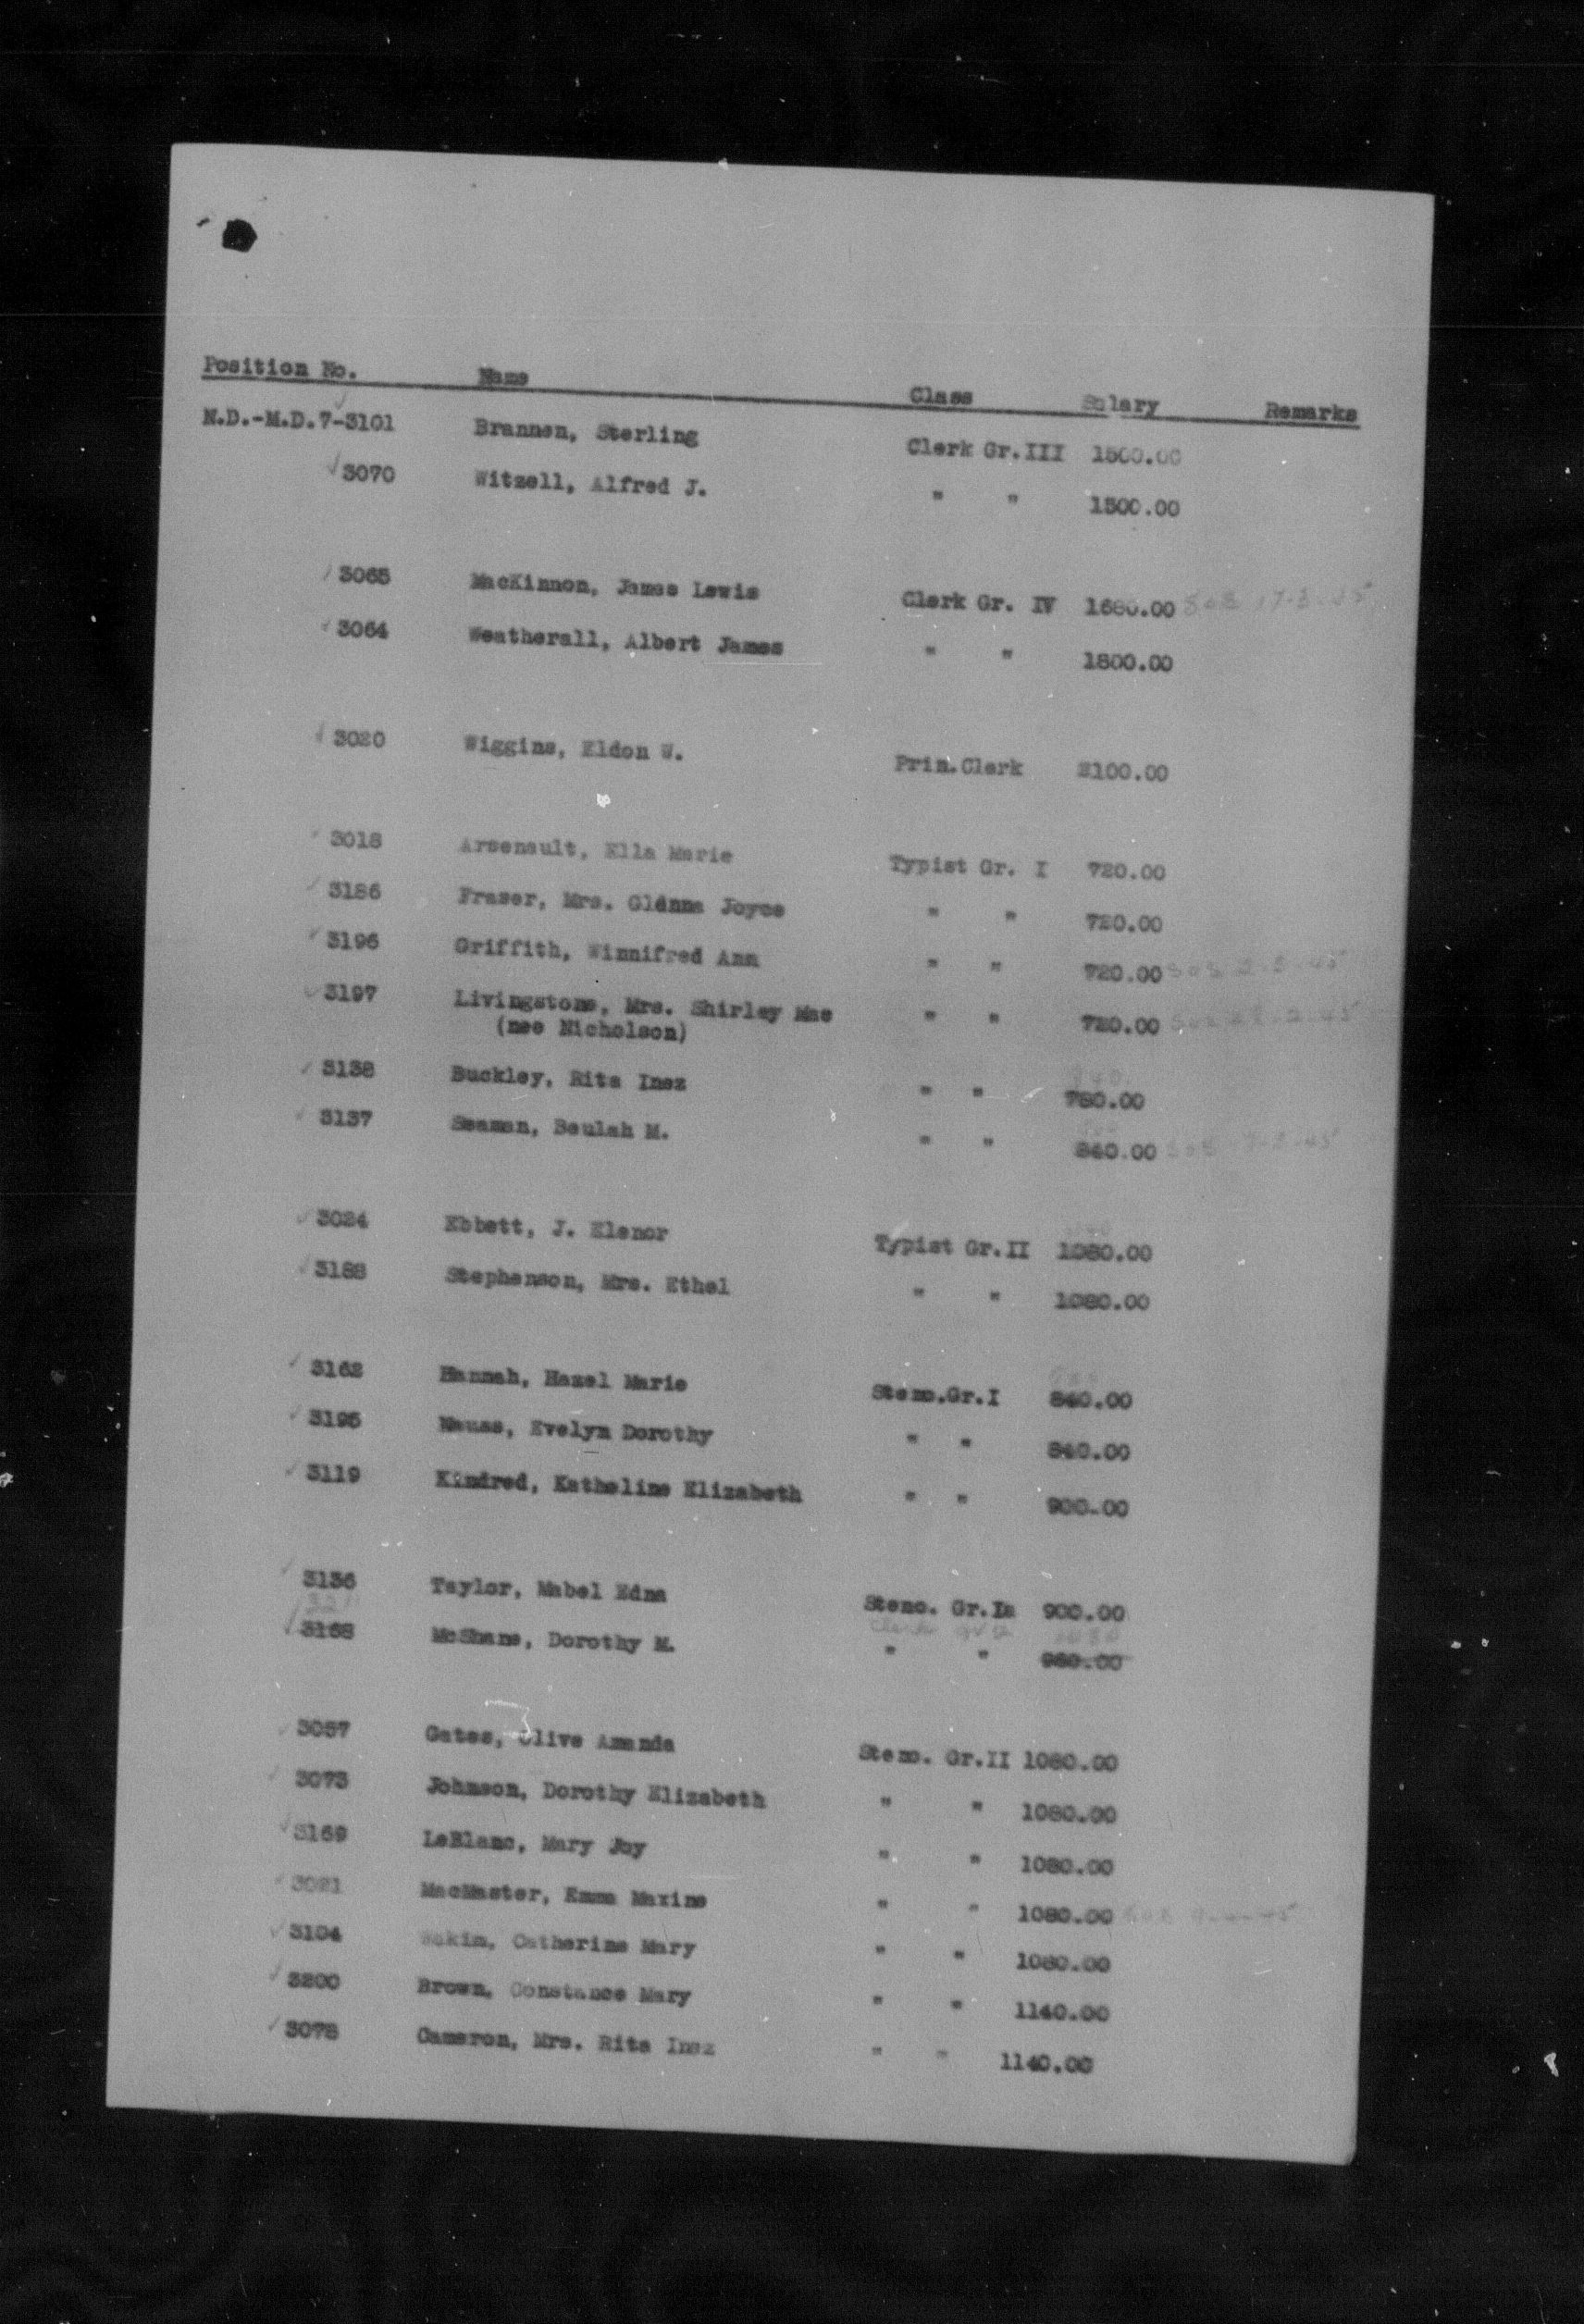 Position No. Name Class Salary Remarks
N.D.-M.D.7-3101 Brannen, Sterling Clerk Gr.III 1500.00
3070 Witzell, Alfred J. " " 1500.00
3065 MacKinnon, James Lewis Clerk Gr. IV 1680.00
3064 Weatherall, Albert James " " 1800.00
3020 Wiggins, Eldon W. Prin.Clerk 2100.00
3018 Arsenault, Ella Marie Typist Gr. I 720.00
3186 Fraser, Mrs. Glenna Joyce " " 720.00
3196 Griffith, Winnifred Ann " " 720.00
3197 Livingstone, Mrs. Shirley Mae " " 720.00
(nee Nicholson)
3138 Buckley, Rita Inez " " 780.00
3137 Seaman, Beulah M. " " 840.00
3024 Ebbett, J. Elenor Typist Gr.II 1080.00
3188 Stephenson, Mrs. Ethel " " 1080.00
3162 Hannah, Hazel Marie Steno.Gr.I 840.00
3195 Evelyn Dorothy " " 840.00
3119 Kindred, Katheline Elizabeth " " 900.00
3136 Taylor, Mabel Edna Steno. Gr.Ia 900.00
3168 McShane, Dorothy M. " " 960.00
3057 Gates, Olive Amanda Steno. Gr.II 1080.00
3073 Johnson, Dorothy Elizabeth " " 1080.00
3169 LeBlanc, Mary Joy " " 1080.00
3021 MacMaster, Emma Maxine " " 1080.00
3104 Wakim, Catherine Mary " " 1080.00
3200 Brown, Constance Mary " " 1140.00
3078 Cameron, Mrs. Rita Inez " " 1140.00